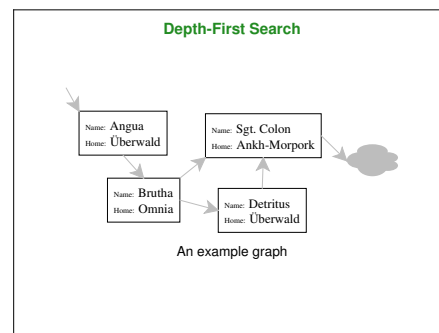 Depth-First Search
Name: Angua
Home: Überwald
Name: Sgt. Colon
Home: Ankh-Morpork
Name: Brutha
Home: Omnia
Name: Detritus
Home: Überwald
An example graph